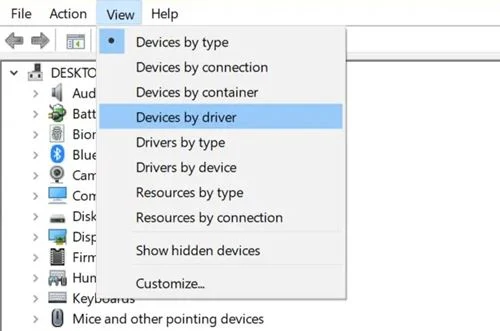 File Action View Help
Devices by type
DESKTO
Devices by connection
Aud
Devices by container
Batt
Devices by driver
Bion
Drivers by type
Blue
Drivers by device
Cam
Resources by type
Com
Resources by connection
Disk
Disp
Show hidden devices
Firm
Customize...
Hum
Keyboards
Mice and other pointing devices